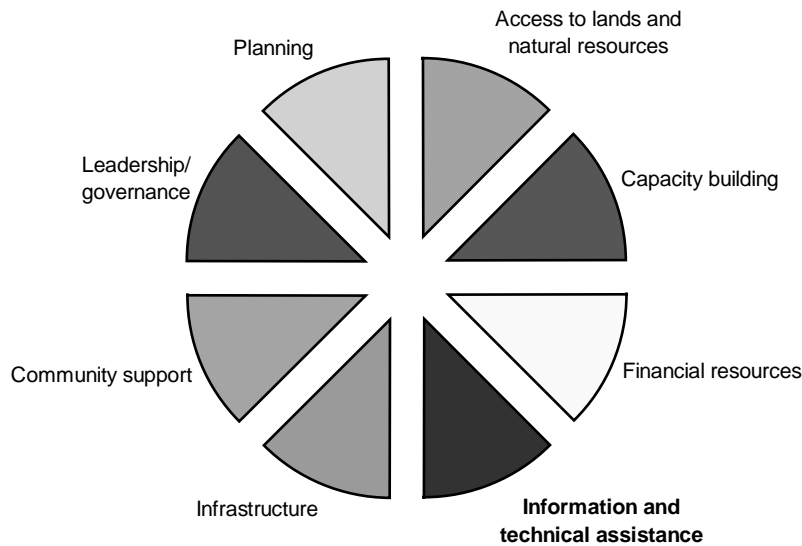 Access to lands and
natural resources
Capacity building
Financial resources
Information and
technical assistance
Infrastructure
Community support
Leadership/
governance
Planning